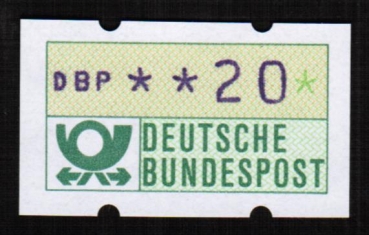 DBP * * 20 *
DEUTSCHE
BUNDESPOST